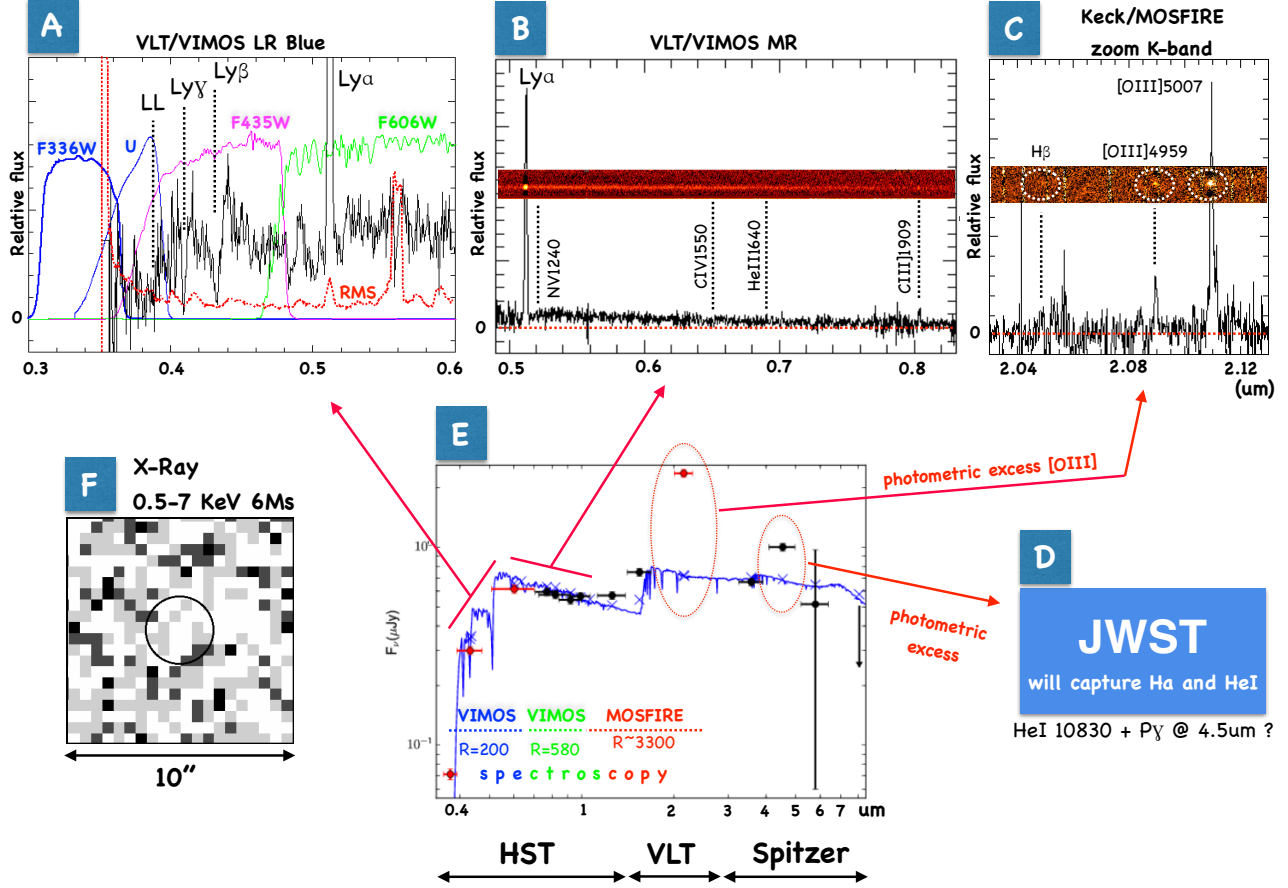 A
VLT/VIMOS LR Blue
Relative flux
F336W
U
LL
Lyɣ
Lyβ
F435W
Lyα
F606W
RMS
0
0.3 0.4 0.5 0.6
B
VLT/VIMOS MR
Relative flux
Lyα
NV1240
CIV1550
HeII1640
CIII]1909
0
0.5 0.6 0.7 0.8
C
Keck/MOSFIRE
zoom K-band
Relative flux
[OIII]5007
Hβ
[OIII]4959
0
2.04 2.08 2.12
(um)
F
X-Ray
0.5-7 KeV 6Ms
10”
E
Fν(μJy)
10⁰
10⁻¹
VIMOS VIMOS MOSFIRE
R=200 R=580 R~3300
spectroscopy
0.4 1 2 3 4 5 6 7 um
HST VLT Spitzer
photometric excess [OIII]
photometric
excess
D
JWST
will capture Ha and HeI
HeI 10830 + Pɣ @ 4.5um ?